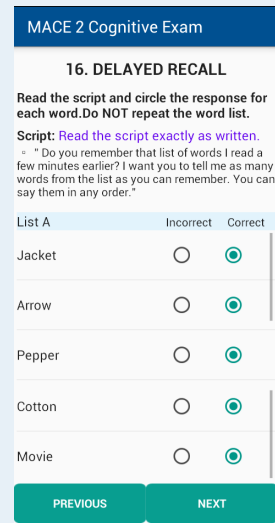 MACE 2 Cognitive Exam
16. DELAYED RECALL
Read the script and circle the response for
each word.Do NOT repeat the word list.
Script: Read the script exactly as written.
◦ " Do you remember that list of words I read a
few minutes earlier? I want you to tell me as many
words from the list as you can remember. You can
say them in any order."
List A Incorrect Correct
Jacket
Arrow
Pepper
Cotton
Movie
PREVIOUS NEXT